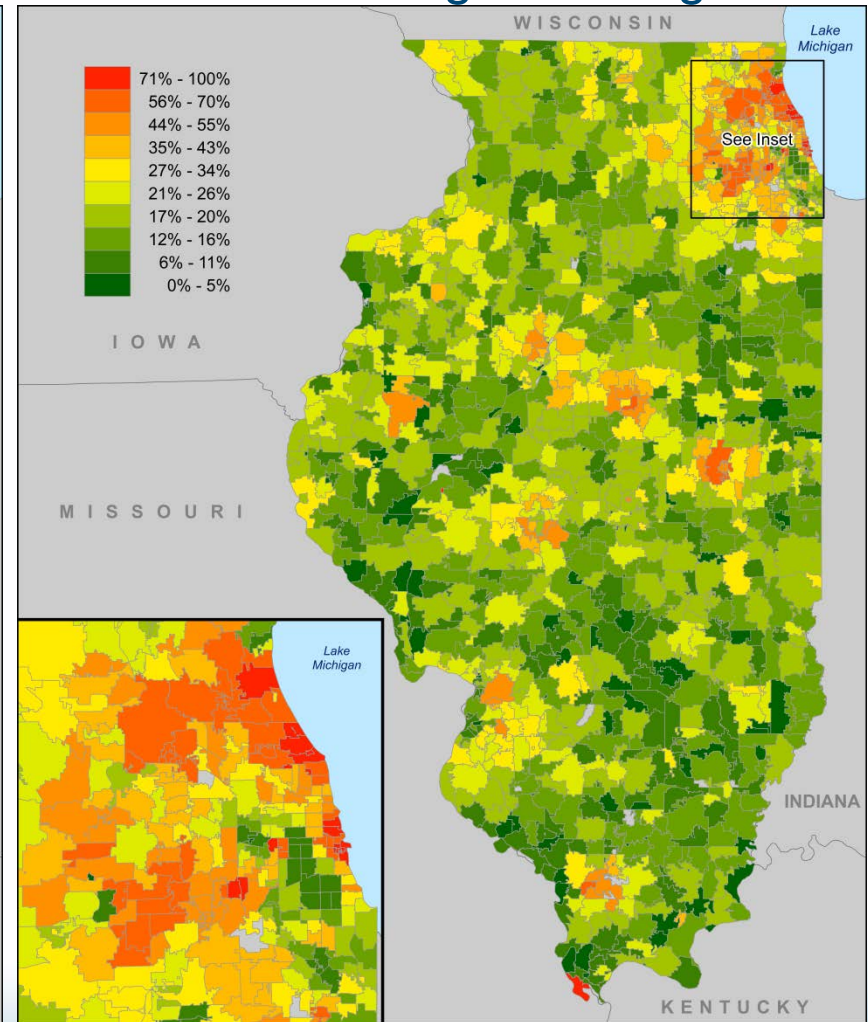 WISCONSIN
Lake
Michigan
71% - 100%
56% - 70%
44% - 55%
35% - 43%
27% - 34%
21% - 26%
17% - 20%
12% - 16%
6% - 11%
0% - 5%
See Inset
IOWA
MISSOURI
Lake
Michigan
INDIANA
KENTUCKY